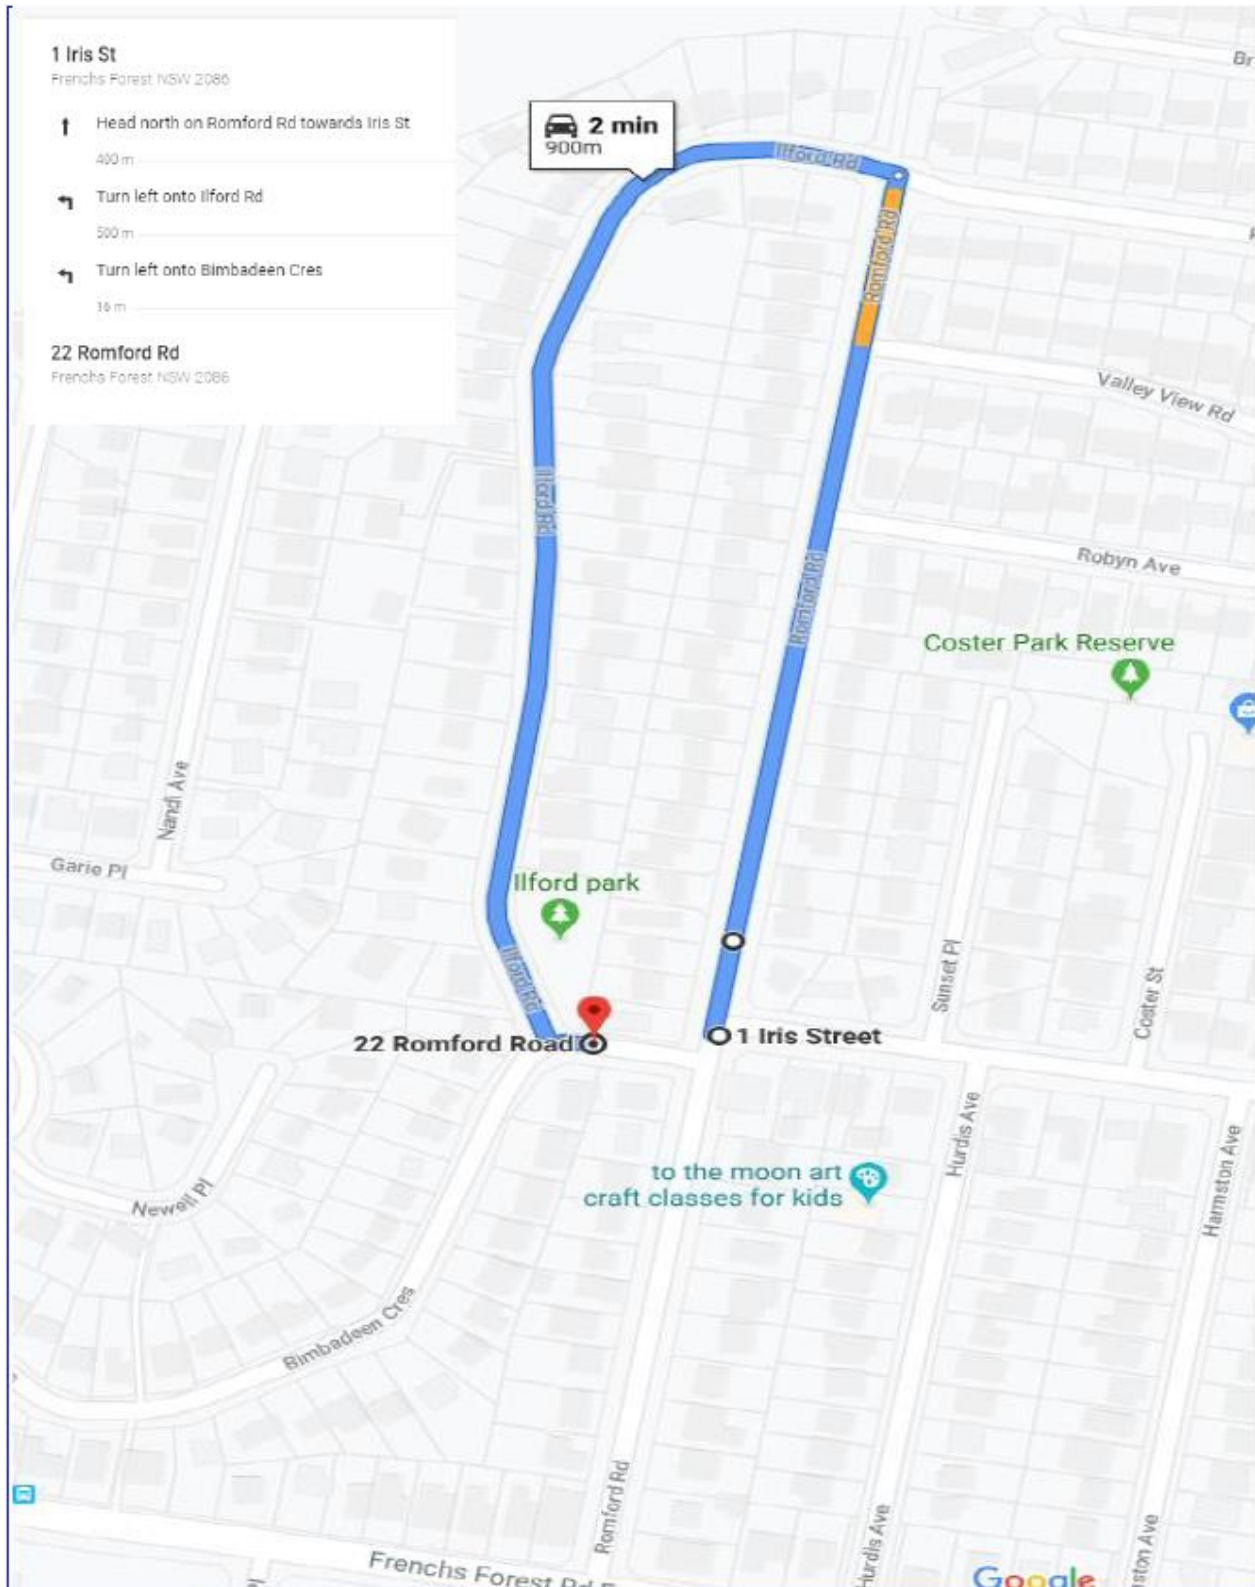 1 Iris St
Frenchs Forest NSW 2086
Head north on Romford Rd towards Iris St
400 m
Turn left onto Ilford Rd
500 m
Turn left onto Bimbadeen Cres
16 m
22 Romford Rd
Frenchs Forest NSW 2086
Br
2 min
900m
Ilford Rd
Romford Rd
Valley View Rd
Ilford Rd
Romford Rd
Robyn Ave
Coster Park Reserve
Nandi Ave
Garie Pl
Ilford park
Ilford Rd
Sunset Pl
Coster St
22 Romford Road
1 Iris Street
Hurdis Ave
Harmston Ave
to the moon art
craft classes for kids
Newell Pl
Bimbadeen Cres
Romford Rd
Hurdis Ave
ston Ave
Frenchs Forest Rd
Google